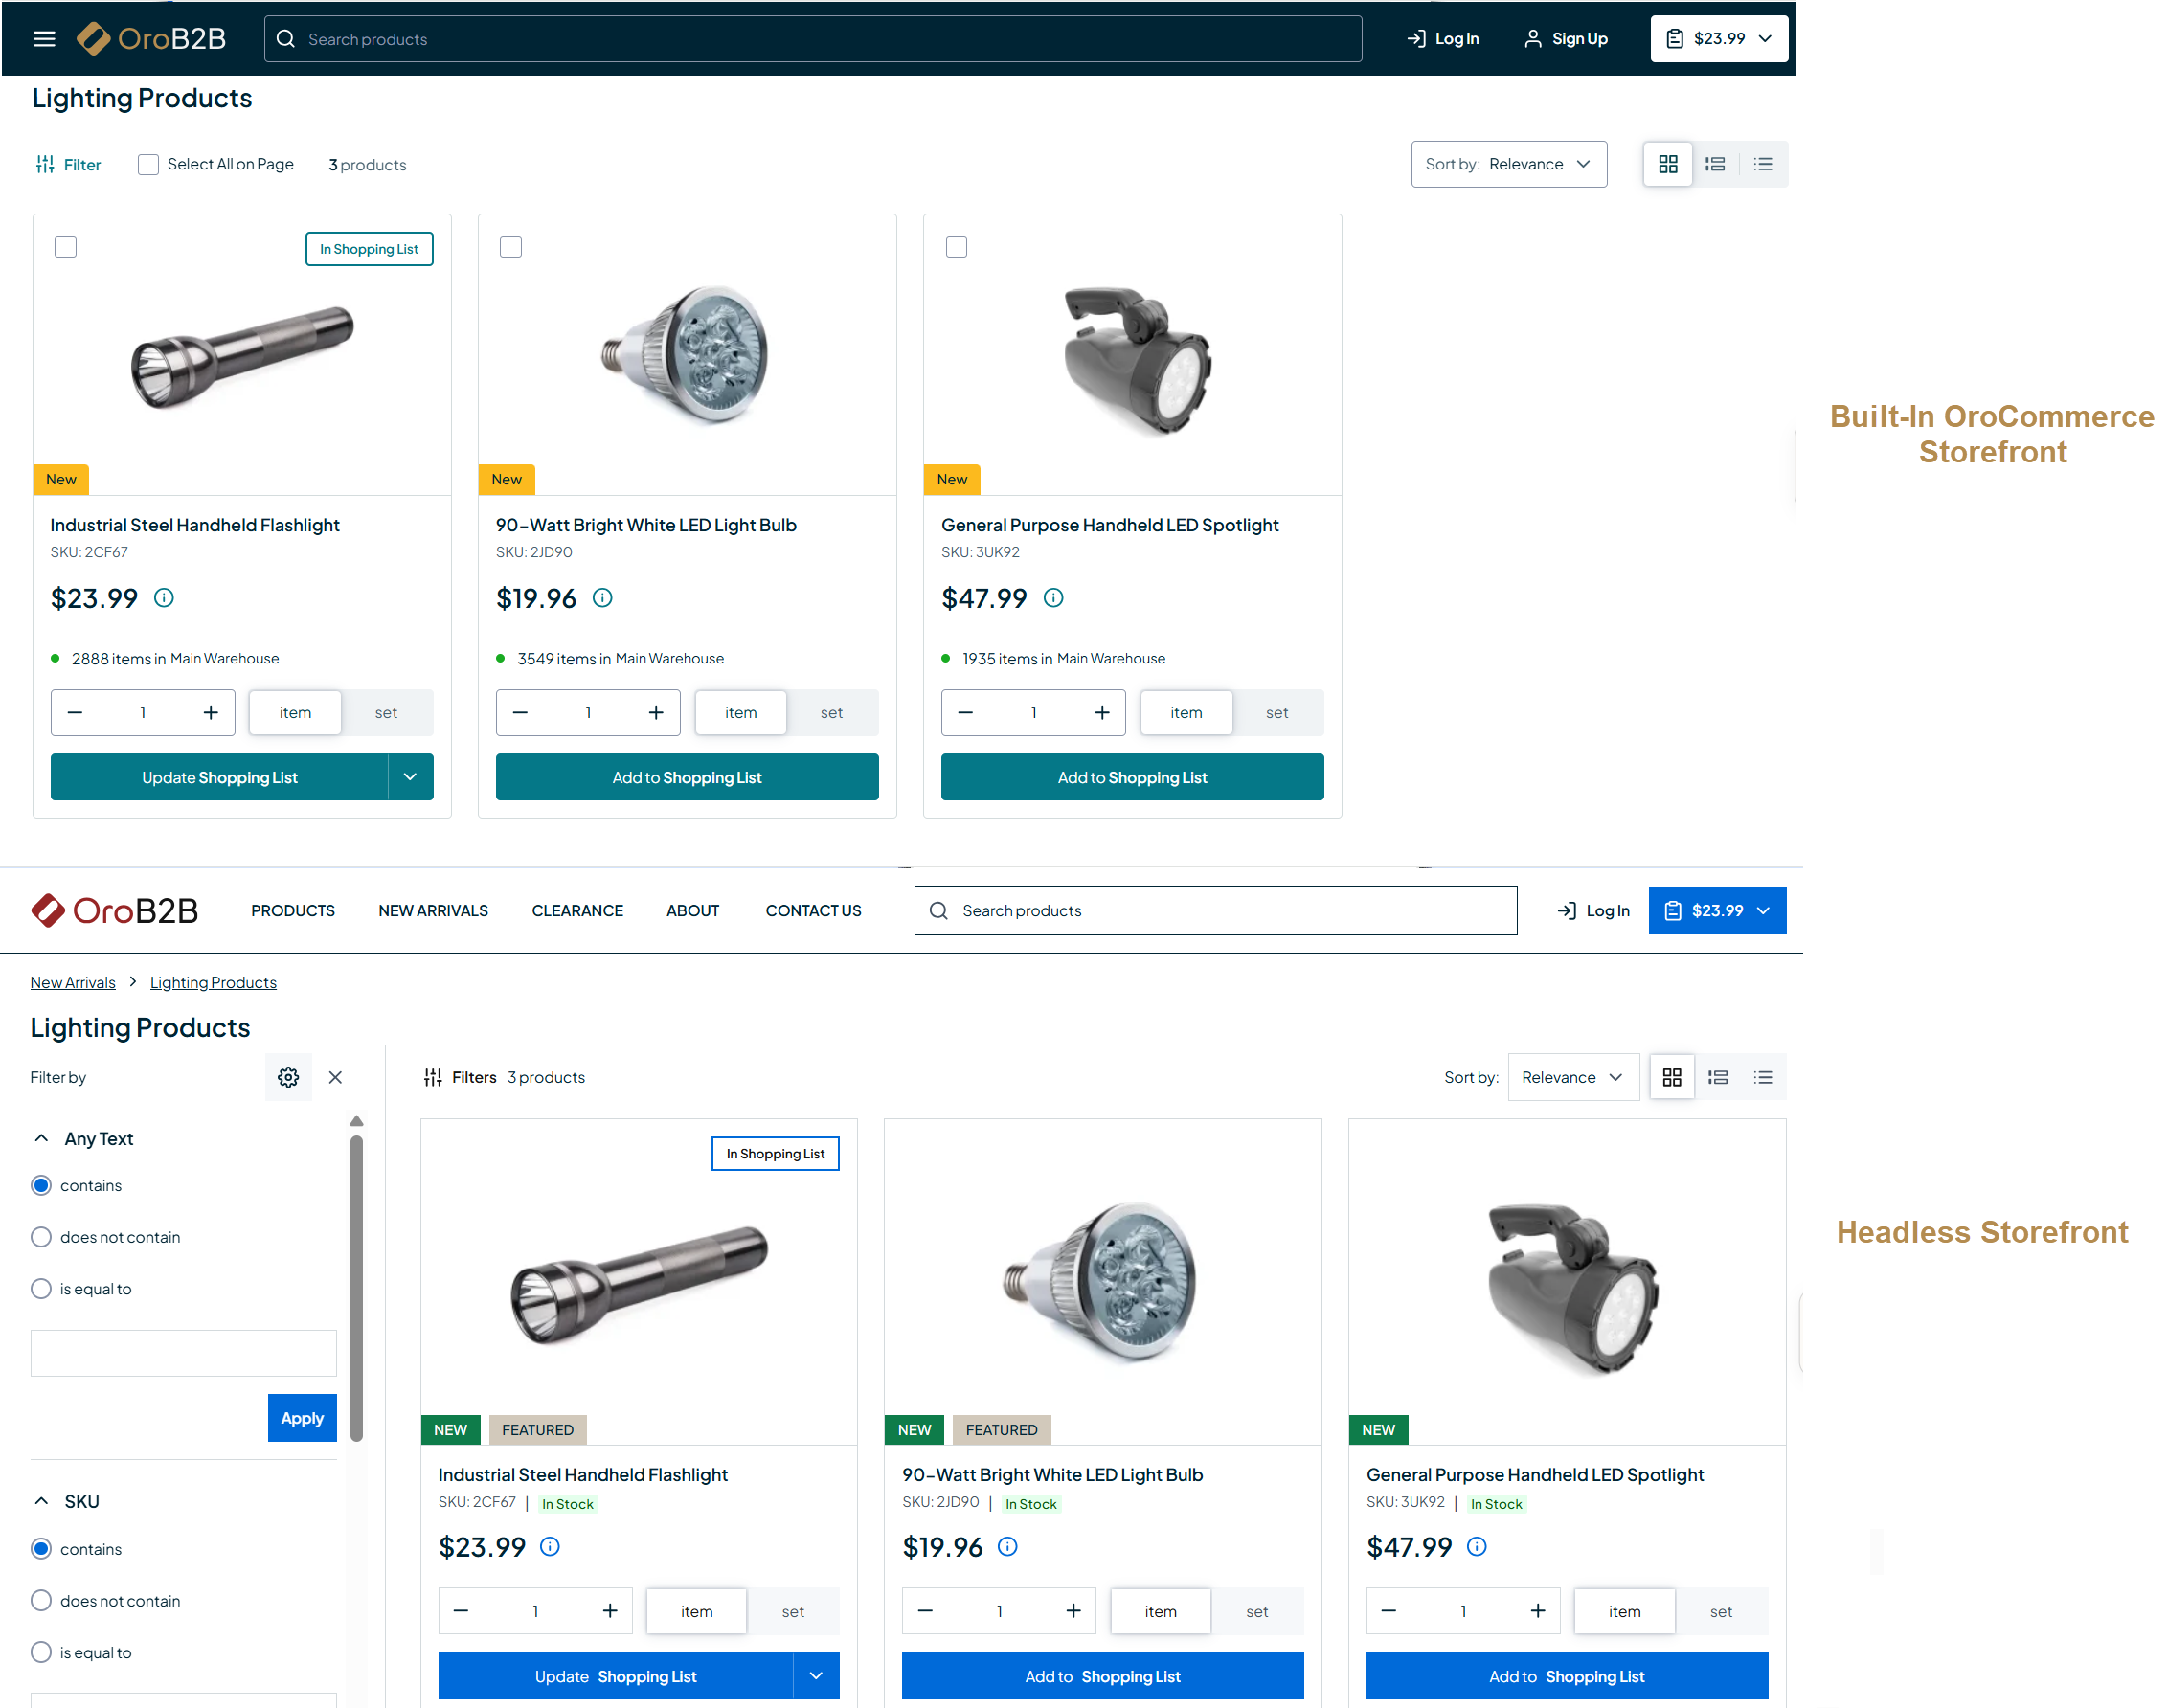 OroB2B
Search products
Log In
Sign Up
$23.99
Lighting Products
Filter
Select All on Page
3 products
Sort by: Relevance
In Shopping List
New
New
New
Industrial Steel Handheld Flashlight
SKU: 2CF67
$23.99
2888 items in Main Warehouse
1
item
set
Update Shopping List
90-Watt Bright White LED Light Bulb
SKU: 2JD90
$19.96
3549 items in Main Warehouse
1
item
set
Add to Shopping List
General Purpose Handheld LED Spotlight
SKU: 3UK92
$47.99
1935 items in Main Warehouse
1
item
set
Add to Shopping List
Built-In OroCommerce
Storefront
OroB2B
PRODUCTS
NEW ARRIVALS
CLEARANCE
ABOUT
CONTACT US
Search products
Log In
$23.99
New Arrivals
Lighting Products
Lighting Products
Filter by
Any Text
contains
does not contain
is equal to
Apply
SKU
contains
does not contain
is equal to
Filters
3 products
Sort by:
Relevance
In Shopping List
NEW
FEATURED
Industrial Steel Handheld Flashlight
SKU: 2CF67 | In Stock
$23.99
1
item
set
Update Shopping List
NEW
FEATURED
90-Watt Bright White LED Light Bulb
SKU: 2JD90 | In Stock
$19.96
1
item
set
Add to Shopping List
NEW
General Purpose Handheld LED Spotlight
SKU: 3UK92 | In Stock
$47.99
1
item
set
Add to Shopping List
Headless Storefront